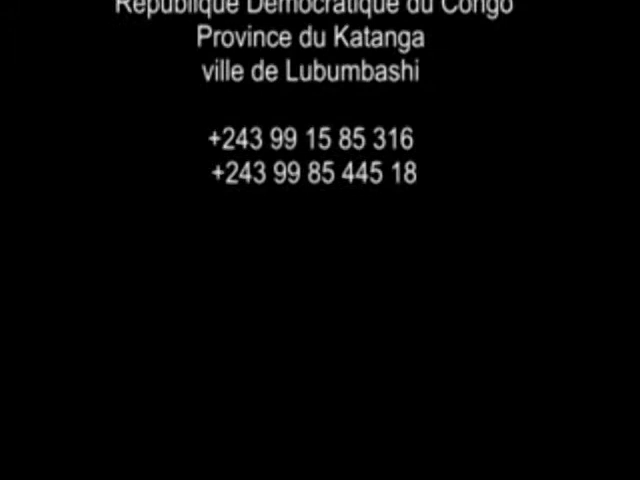 République Démocratique du Congo
Province du Katanga
ville de Lubumbashi
+243 99 15 85 316
+243 99 85 445 18